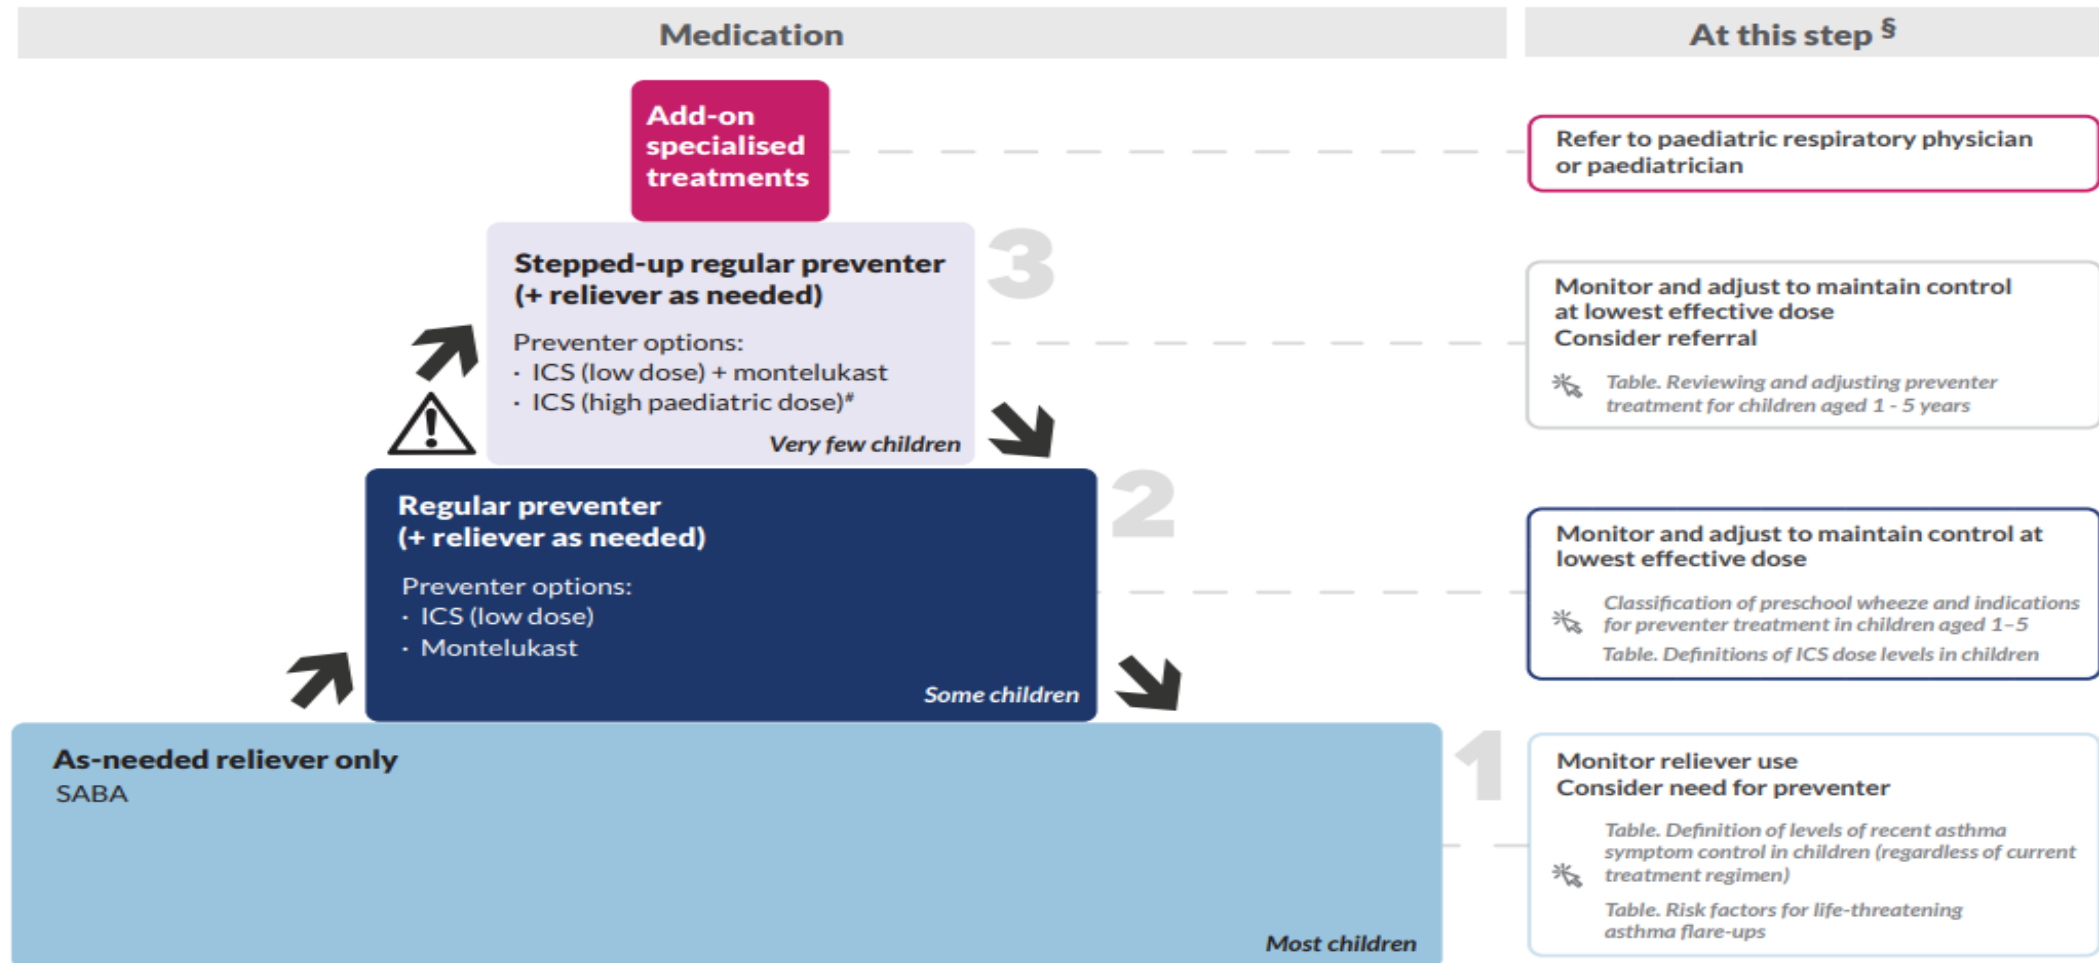 Medication
At this step §
Add-on
specialised
treatments
Refer to paediatric respiratory physician
or paediatrician
3
Stepped-up regular preventer
(+ reliever as needed)
Preventer options:
· ICS (low dose) + montelukast
· ICS (high paediatric dose)#
Very few children
Monitor and adjust to maintain control
at lowest effective dose
Consider referral
Table. Reviewing and adjusting preventer
treatment for children aged 1 - 5 years
!
2
Regular preventer
(+ reliever as needed)
Preventer options:
· ICS (low dose)
· Montelukast
Some children
Monitor and adjust to maintain control at
lowest effective dose
Classification of preschool wheeze and indications
for preventer treatment in children aged 1–5
Table. Definitions of ICS dose levels in children
1
As-needed reliever only
SABA
Most children
Monitor reliever use
Consider need for preventer
Table. Definition of levels of recent asthma
symptom control in children (regardless of current
treatment regimen)
Table. Risk factors for life-threatening
asthma flare-ups